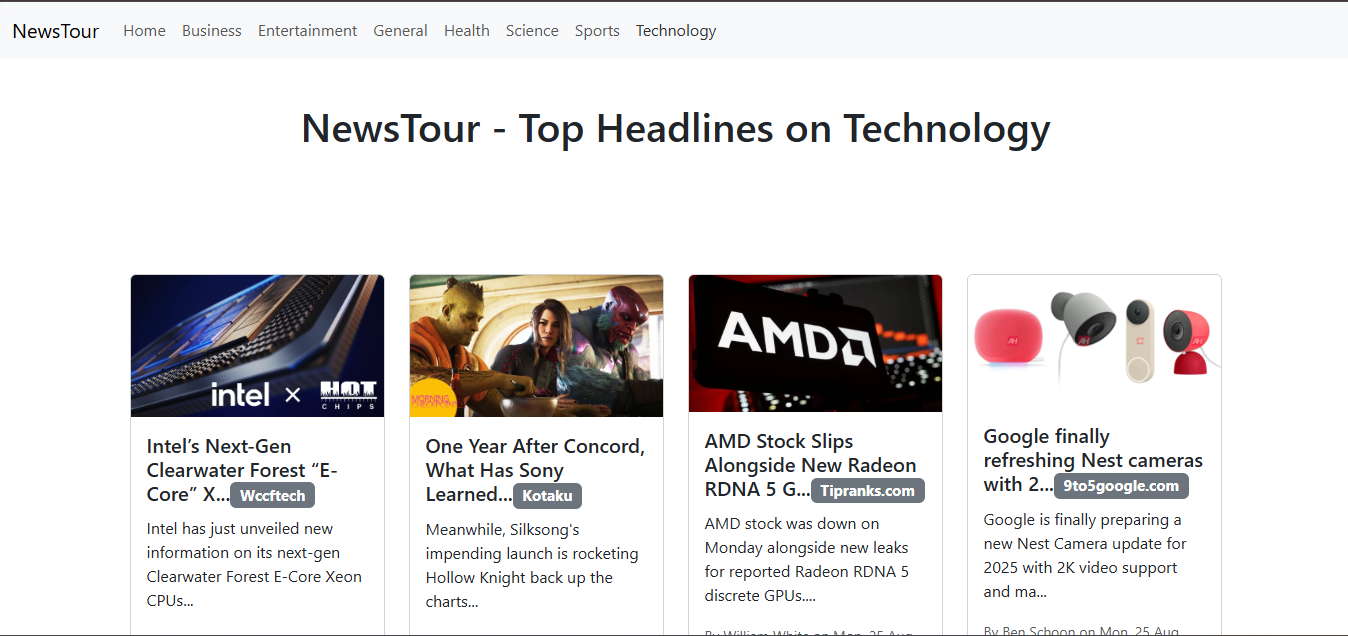 NewsTour Home Business Entertainment General Health Science Sports Technology
NewsTour - Top Headlines on Technology
intel × HOT
CHIPS
Intel’s Next-Gen
Clearwater Forest “E-
Core” X... Wccftech
Intel has just unveiled new
information on its next-gen
Clearwater Forest E-Core Xeon
CPUs...
MORNING
CHECKPOINT
One Year After Concord,
What Has Sony
Learned... Kotaku
Meanwhile, Silksong's
impending launch is rocketing
Hollow Knight back up the
charts...
AMD
AMD Stock Slips
Alongside New Radeon
RDNA 5 G... Tipranks.com
AMD stock was down on
Monday alongside new leaks
for reported Radeon RDNA 5
discrete GPUs....
By William White on Mon, 25 Aug
AH
AH
Google finally
refreshing Nest cameras
with 2... 9to5google.com
Google is finally preparing a
new Nest Camera update for
2025 with 2K video support
and ma...
By Ben Schoon on Mon, 25 Aug